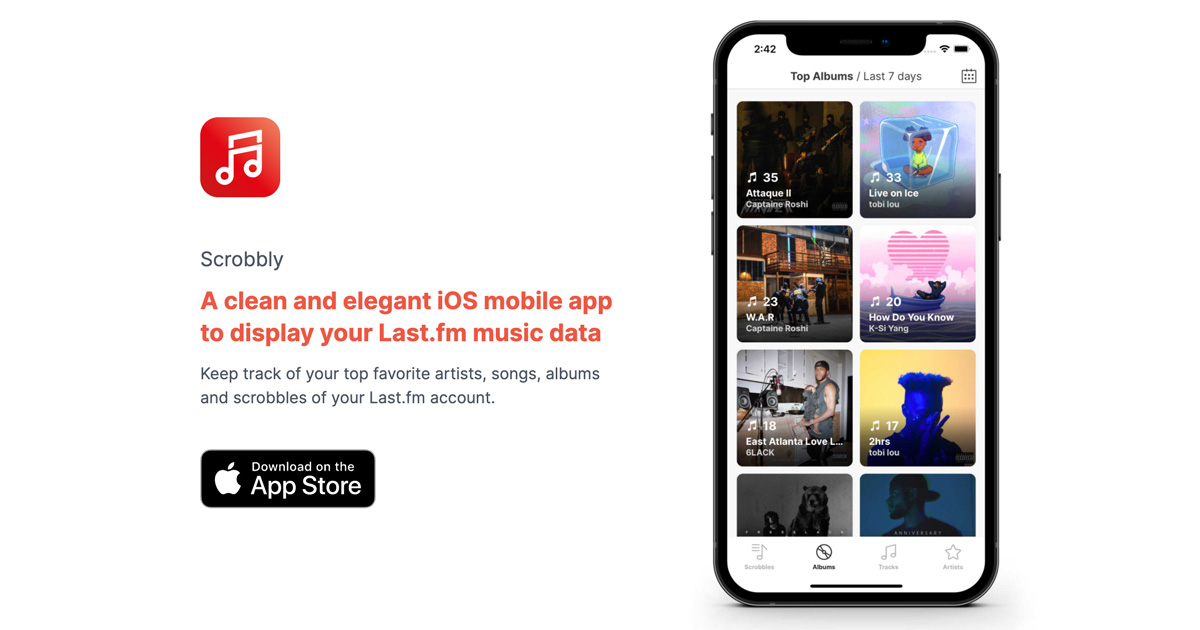 Scrobbly
A clean and elegant iOS mobile app
to display your Last.fm music data
Keep track of your top favorite artists, songs, albums
and scrobbles of your Last.fm account.
Download on the
App Store
2:42
Top Albums / Last 7 days
35
Attaque II
Captaine Roshi
33
Live on Ice
tobi lou
23
W.A.R
Captaine Roshi
20
How Do You Know
K-Si Yang
18
East Atlanta Love L...
6LACK
17
2hrs
tobi lou
FREE 6LACK
ANNIVERSARY
Scrobbles
Albums
Tracks
Artists